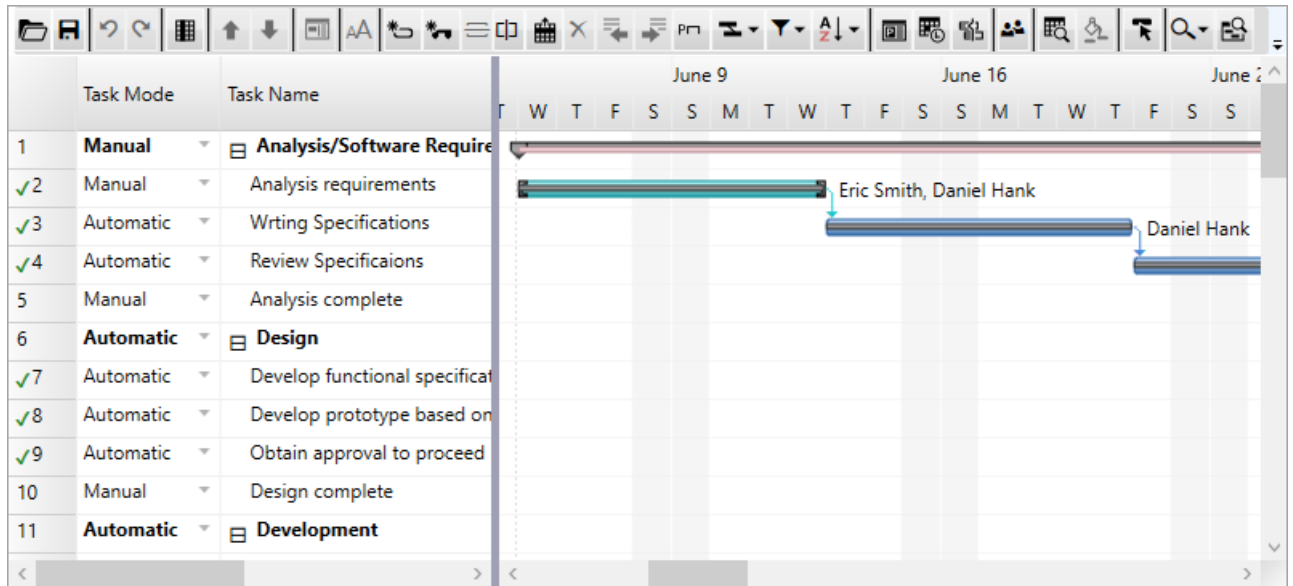 June 9 June 16 June 2
Task Mode Task Name
T W T F S S M T W T F S S M T W T F S S
1 Manual Analysis/Software Require
2 Manual Analysis requirements Eric Smith, Daniel Hank
3 Automatic Wrting Specifications Daniel Hank
4 Automatic Review Specificaions
5 Manual Analysis complete
6 Automatic Design
7 Automatic Develop functional specificat
8 Automatic Develop prototype based on
9 Automatic Obtain approval to proceed
10 Manual Design complete
11 Automatic Development